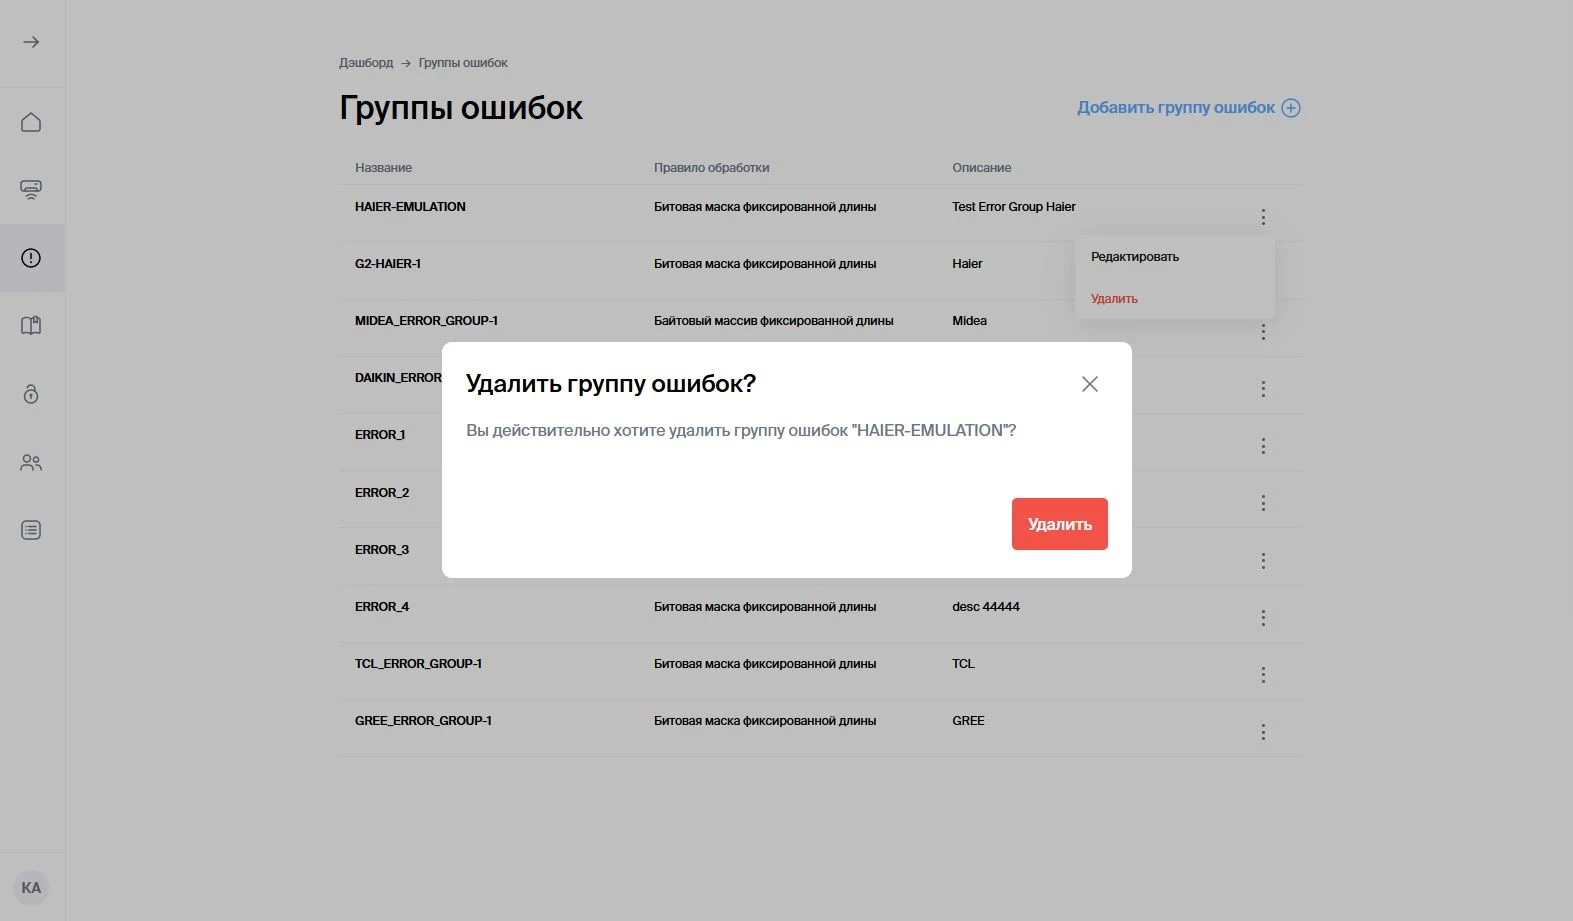 Дэшборд → Группы ошибок
Группы ошибок
Добавить группу ошибок
Название Правило обработки Описание
HAIER-EMULATION Битовая маска фиксированной длины Test Error Group Haier
Редактировать
G2-HAIER-1 Битовая маска фиксированной длины Haier
Удалить
MIDEA_ERROR_GROUP-1 Байтовый массив фиксированной длины Midea
DAIKIN_ERROR
Удалить группу ошибок?
Вы действительно хотите удалить группу ошибок "HAIER-EMULATION"?
Удалить
ERROR_1
ERROR_2
ERROR_3
ERROR_4 Битовая маска фиксированной длины desc 44444
TCL_ERROR_GROUP-1 Битовая маска фиксированной длины TCL
GREE_ERROR_GROUP-1 Битовая маска фиксированной длины GREE
KA